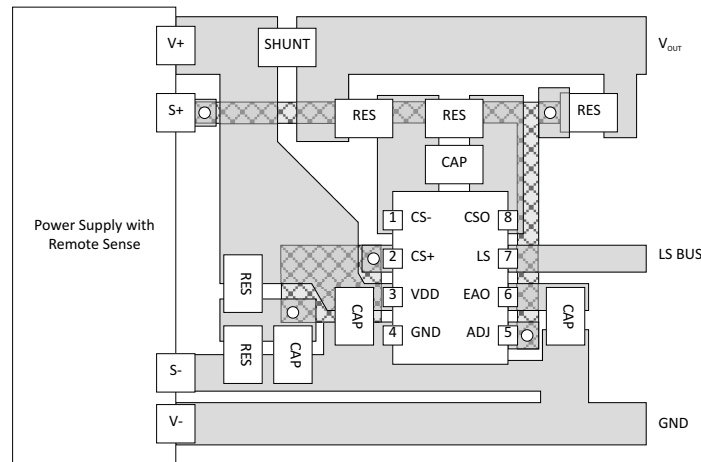 V+
SHUNT
V_OUT
S+
RES
RES
RES
CAP
Power Supply with
Remote Sense
1 CS- CSO 8
2 CS+ LS 7
LS BUS
3 VDD EAO 6
4 GND ADJ 5
RES
CAP
CAP
RES
CAP
S-
V-
GND